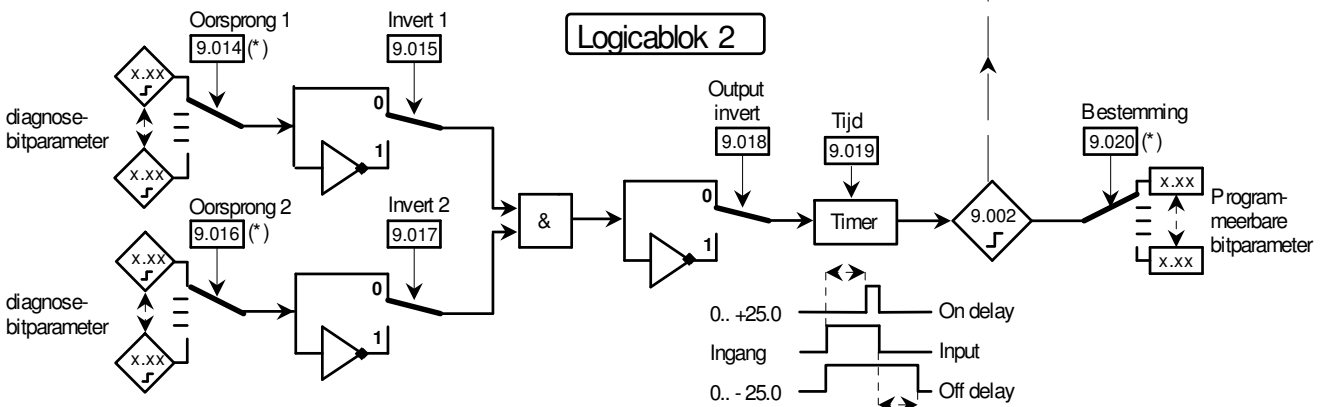 Logicablok 2
Oorsprong 1
9.014 (*)
Invert 1
9.015
x.xx
x.xx
diagnose-
bitparameter
0
1
Oorsprong 2
9.016 (*)
Invert 2
9.017
x.xx
x.xx
diagnose-
bitparameter
0
1
&
Output
invert
9.018
0
1
Tijd
9.019
Timer
9.002
Bestemming
9.020 (*)
x.xx
x.xx
Program-
meerbare
bitparameter
0.. +25.0
On delay
Ingang
Input
0.. - 25.0
Off delay